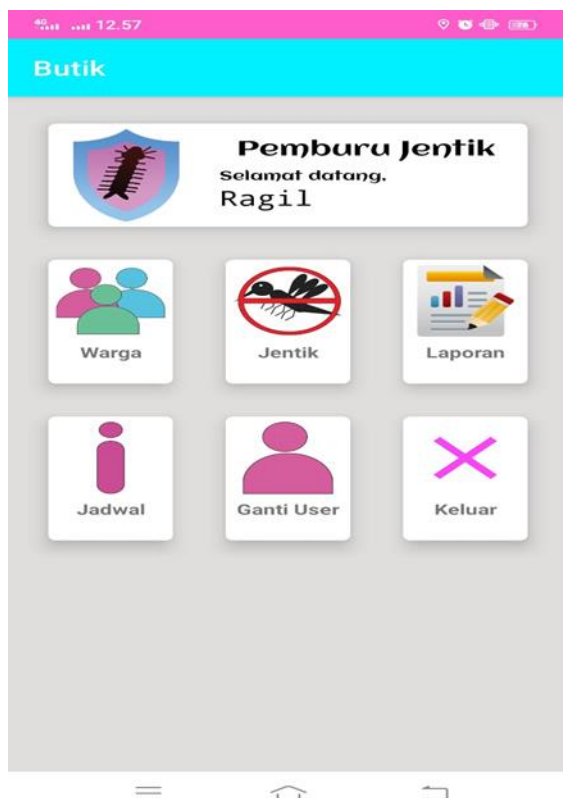 12.57
Butik
Pemburu Jentik
Selamat datang,
Ragil
Warga
Jentik
Laporan
Jadwal
Ganti User
Keluar